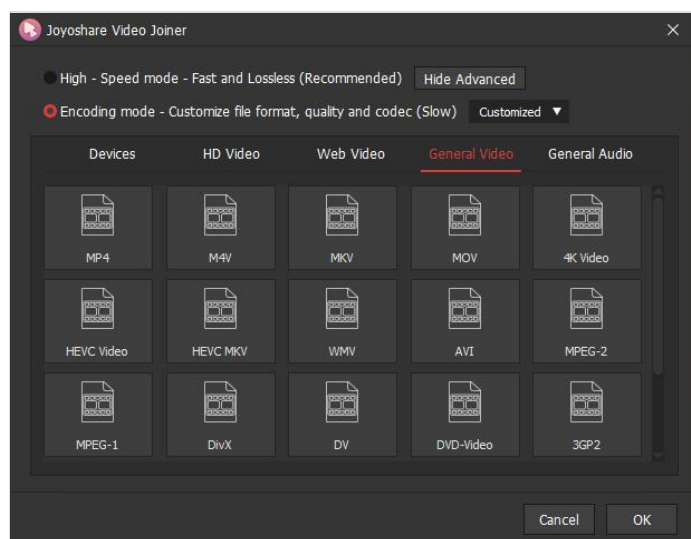 Joyoshare Video Joiner
High - Speed mode - Fast and Lossless (Recommended) Hide Advanced
Encoding mode - Customize file format, quality and codec (Slow) Customized
Devices HD Video Web Video General Video General Audio
MP4 M4V MKV MOV 4K Video
HEVC Video HEVC MKV WMV AVI MPEG-2
MPEG-1 DivX DV DVD-Video 3GP2
Cancel OK